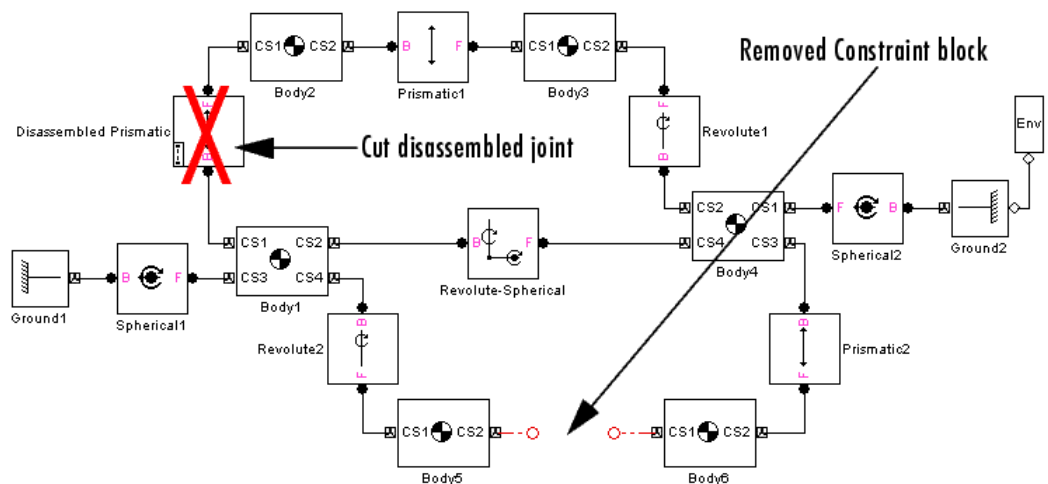 Removed Constraint block
CS1 CS2
Body2
B F
Prismatic1
CS1 CS2
Body3
Disassembled Prismatic
F
B
Cut disassembled joint
F
B
Revolute1
Env
CS1 CS2
CS3 CS4
Body1
B F
Revolute-Spherical
CS2 CS1
CS4 CS3
Body4
F B
Spherical2
Ground2
Ground1
B F
Spherical1
B
F
Revolute2
B
F
Prismatic2
CS1 CS2
Body5
CS1 CS2
Body6